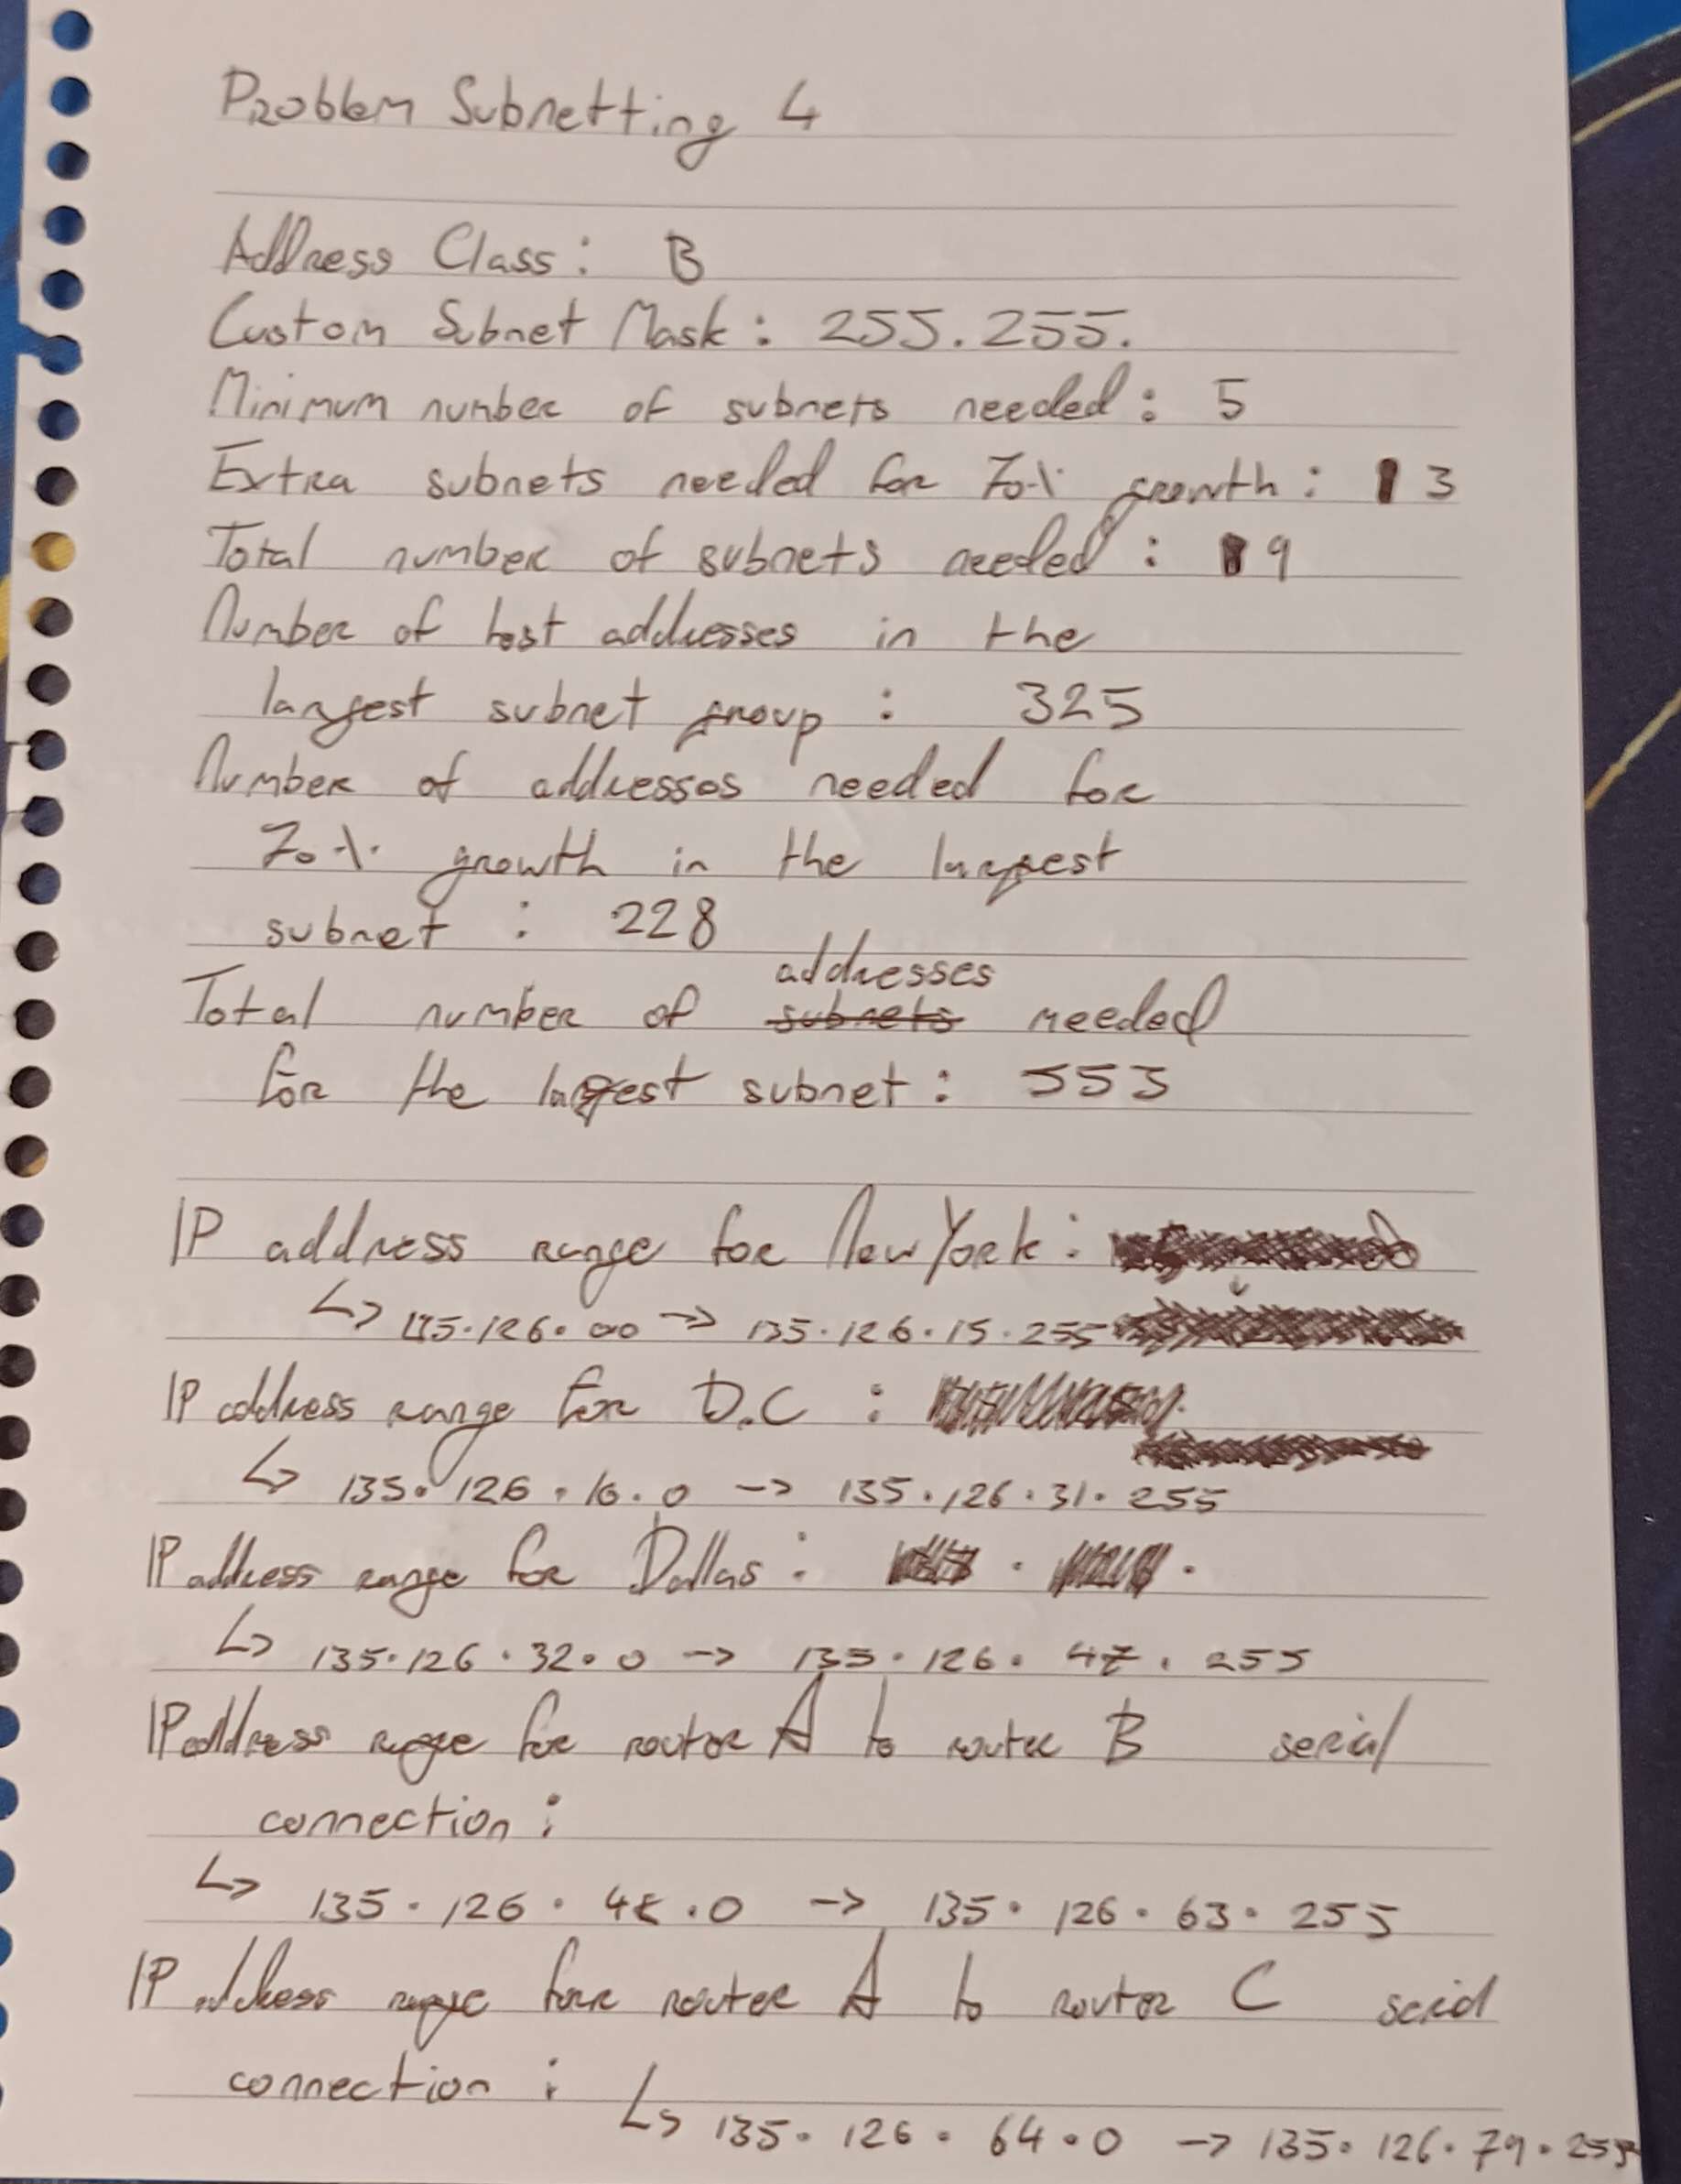 Problem Subnetting 4
Address Class : B
Custom Subnet Mask : 255.255.
Minimum number of subnets needed : 5
Extra subnets needed for 70% growth : 3
Total number of subnets needed : 9
Number of host addresses in the
largest subnet group : 325
Number of addresses needed for
70% growth in the largest
subnet : 228
addresses
Total number of subnets needed
for the largest subnet : 553
IP address range for New York :
↳ 135.126.00 → 135.126.15.255
IP address range for D.C :
↳ 135.126.16.0 → 135.126.31.255
IP address range for Dallas :
↳ 135.126.32.0 → 135.126.47.255
IP address range for router A to router B serial
connection :
↳ 135.126.48.0 → 135.126.63.255
IP address range for router A to router C serial
connection : ↳ 135.126.64.0 → 135.126.79.255